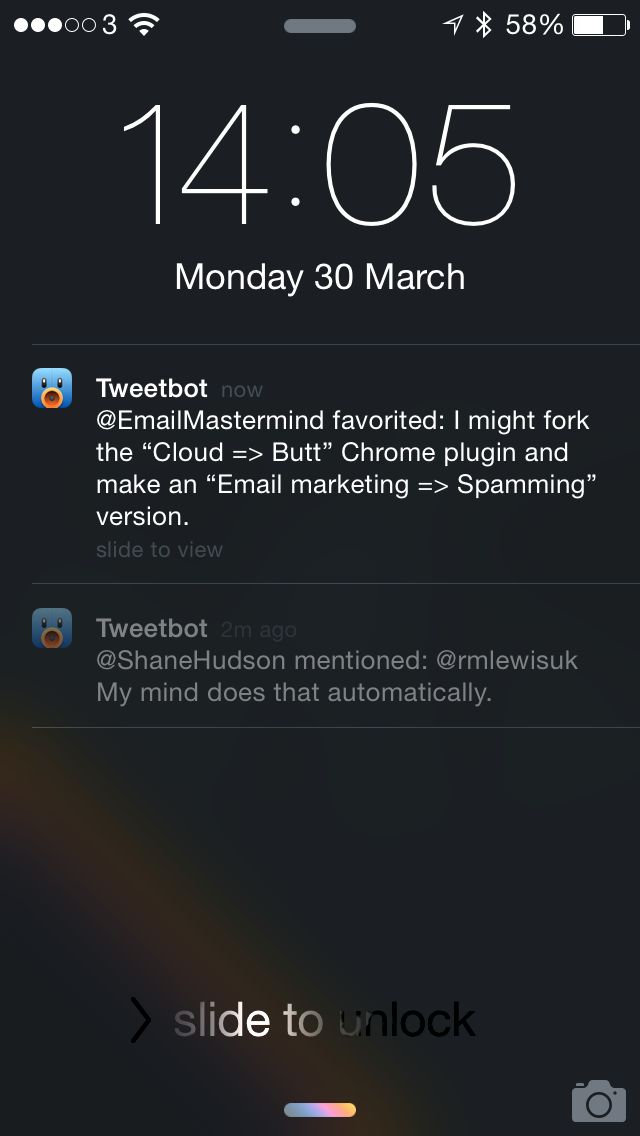 3 58%
14:05
Monday 30 March
Tweetbot now
@EmailMastermind favorited: I might fork
the “Cloud => Butt” Chrome plugin and
make an “Email marketing => Spamming”
version.
slide to view
Tweetbot 2m ago
@ShaneHudson mentioned: @rmlewisuk
My mind does that automatically.
slide to unlock